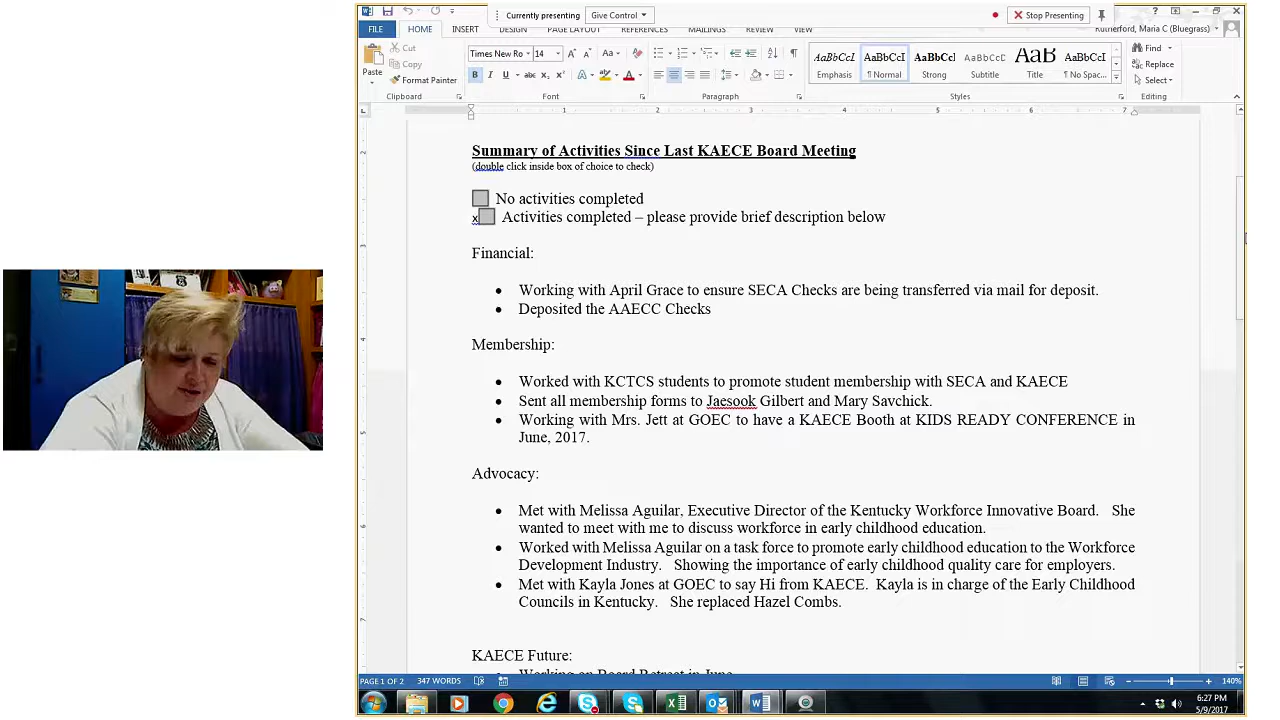 Currently presenting
Give Control
Stop Presenting
FILE
HOME
INSERT
DESIGN
PAGE LAYOUT
REFERENCES
MAILINGS
REVIEW
VIEW
Rutherford, Maria C (Bluegrass)
Paste
Cut
Copy
Format Painter
Times New Ro
14
Emphasis
¶ Normal
Strong
Subtitle
Title
¶ No Spac...
Find
Replace
Select
Clipboard
Font
Paragraph
Styles
Editing
Summary of Activities Since Last KAECE Board Meeting
(double click inside box of choice to check)
No activities completed
x Activities completed – please provide brief description below
Financial:
• Working with April Grace to ensure SECA Checks are being transferred via mail for deposit.
• Deposited the AAECC Checks
Membership:
• Worked with KCTCS students to promote student membership with SECA and KAECE
• Sent all membership forms to Jaesook Gilbert and Mary Savchick.
• Working with Mrs. Jett at GOEC to have a KAECE Booth at KIDS READY CONFERENCE in
June, 2017.
Advocacy:
• Met with Melissa Aguilar, Executive Director of the Kentucky Workforce Innovative Board. She
wanted to meet with me to discuss workforce in early childhood education.
• Worked with Melissa Aguilar on a task force to promote early childhood education to the Workforce
Development Industry. Showing the importance of early childhood quality care for employers.
• Met with Kayla Jones at GOEC to say Hi from KAECE. Kayla is in charge of the Early Childhood
Councils in Kentucky. She replaced Hazel Combs.
KAECE Future:
• Working on Board Retreat in June
PAGE 1 OF 2
347 WORDS
140%
6:27 PM
5/9/2017